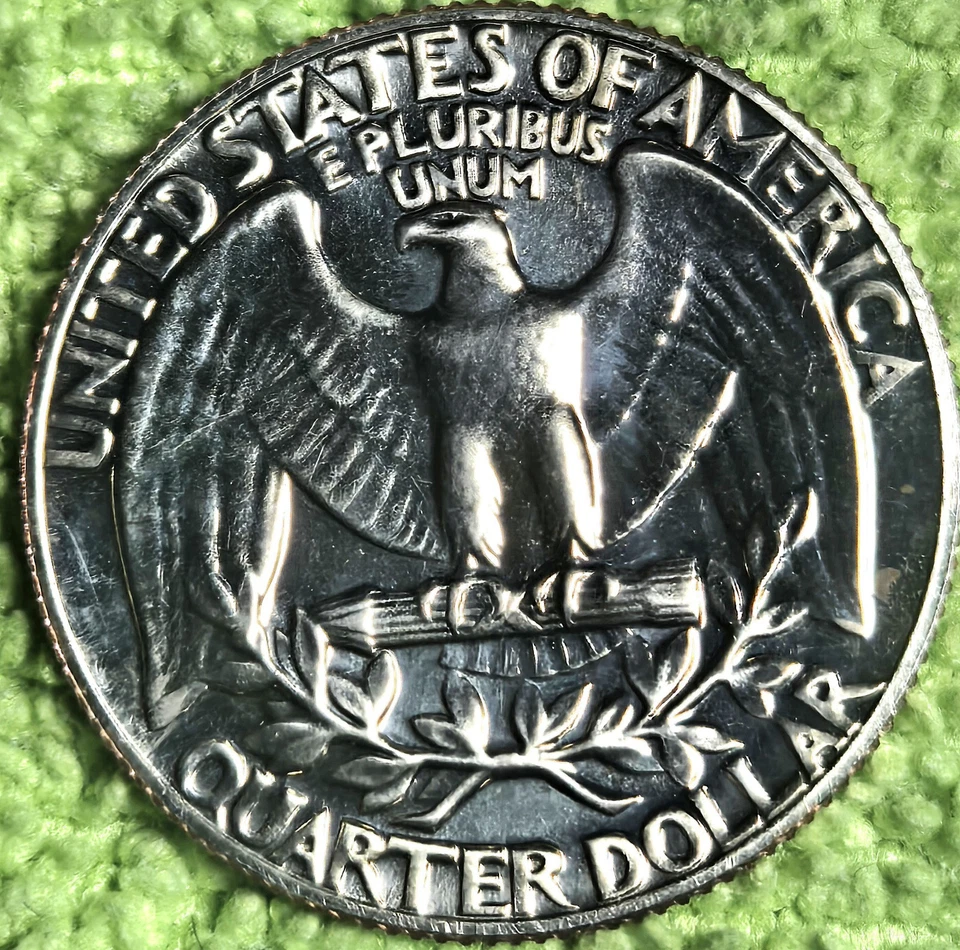 UNITED STATES OF AMERICA
E PLURIBUS
UNUM
QUARTER DOLLAR